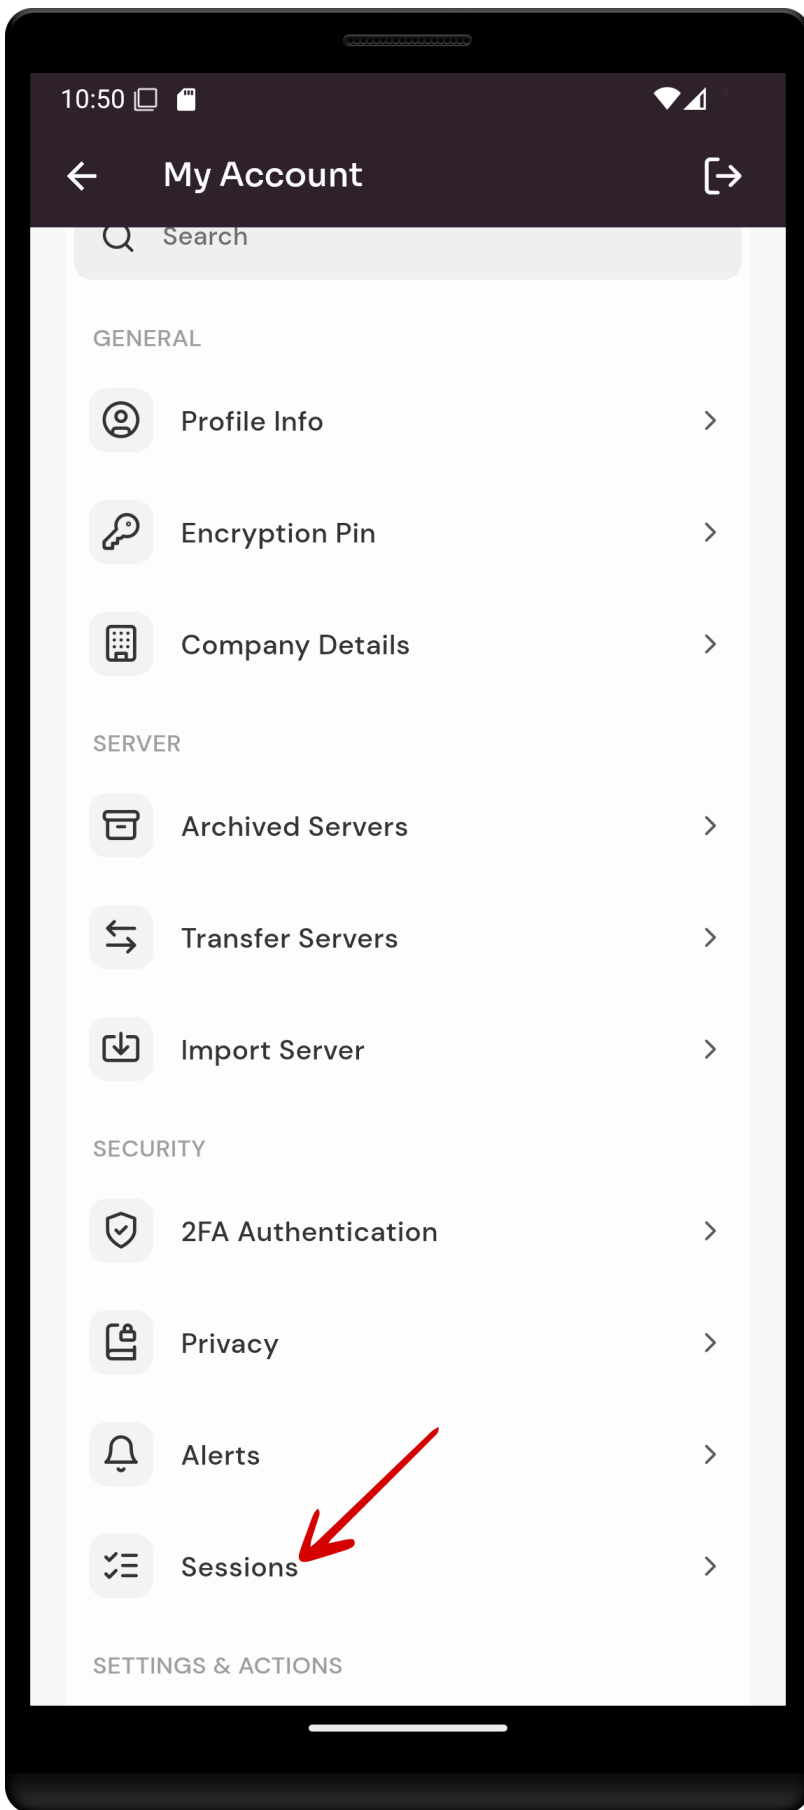 10:50
My Account
Search
GENERAL
Profile Info
Encryption Pin
Company Details
SERVER
Archived Servers
Transfer Servers
Import Server
SECURITY
2FA Authentication
Privacy
Alerts
Sessions
SETTINGS & ACTIONS